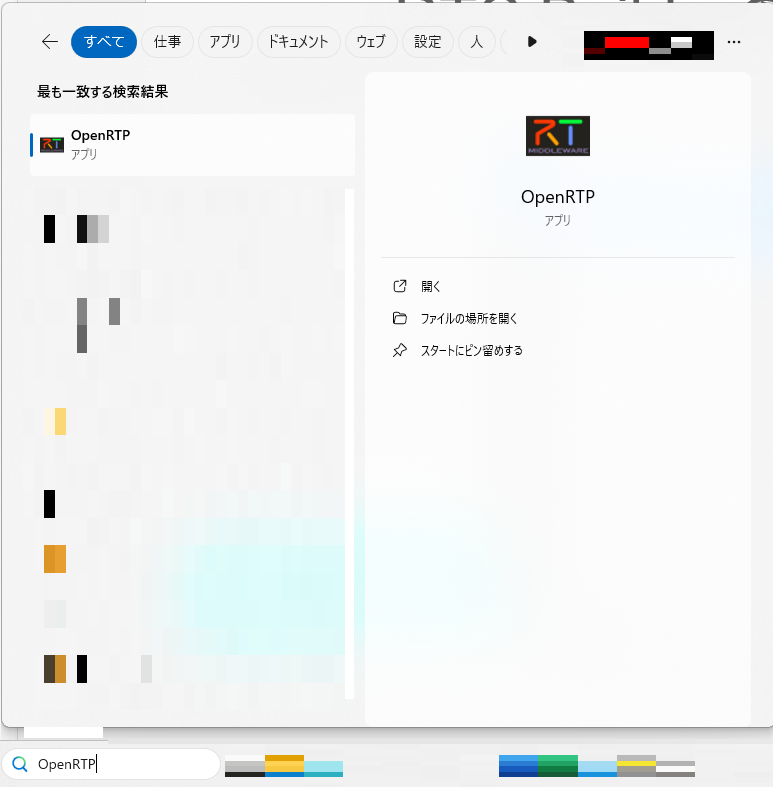 すべて 仕事 アプリ ドキュメント ウェブ 設定 人
最も一致する検索結果
OpenRTP
アプリ
RT
MIDDLEWARE
OpenRTP
アプリ
開く
ファイルの場所を開く
スタートにピン留めする
OpenRTP